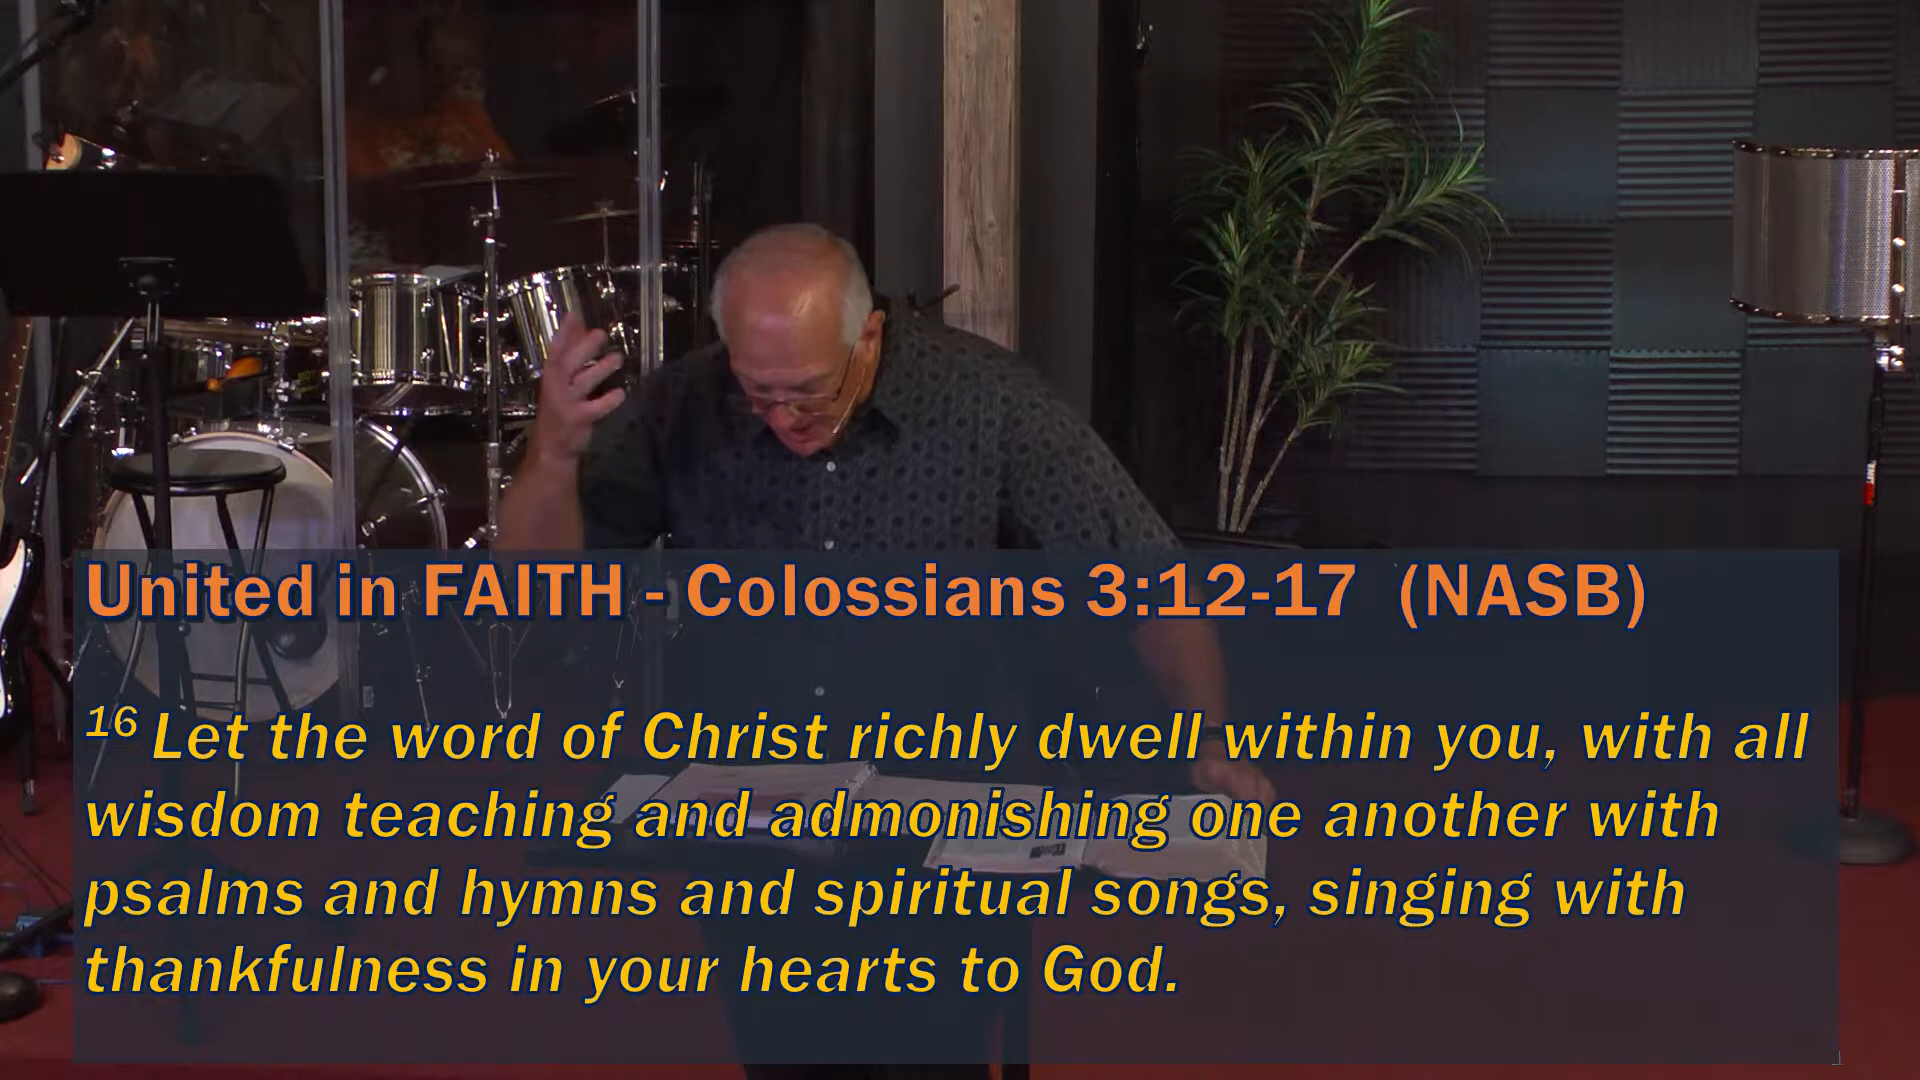 United in FAITH - Colossians 3:12-17 (NASB)
16 Let the word of Christ richly dwell within you, with all
wisdom teaching and admonishing one another with
psalms and hymns and spiritual songs, singing with
thankfulness in your hearts to God.